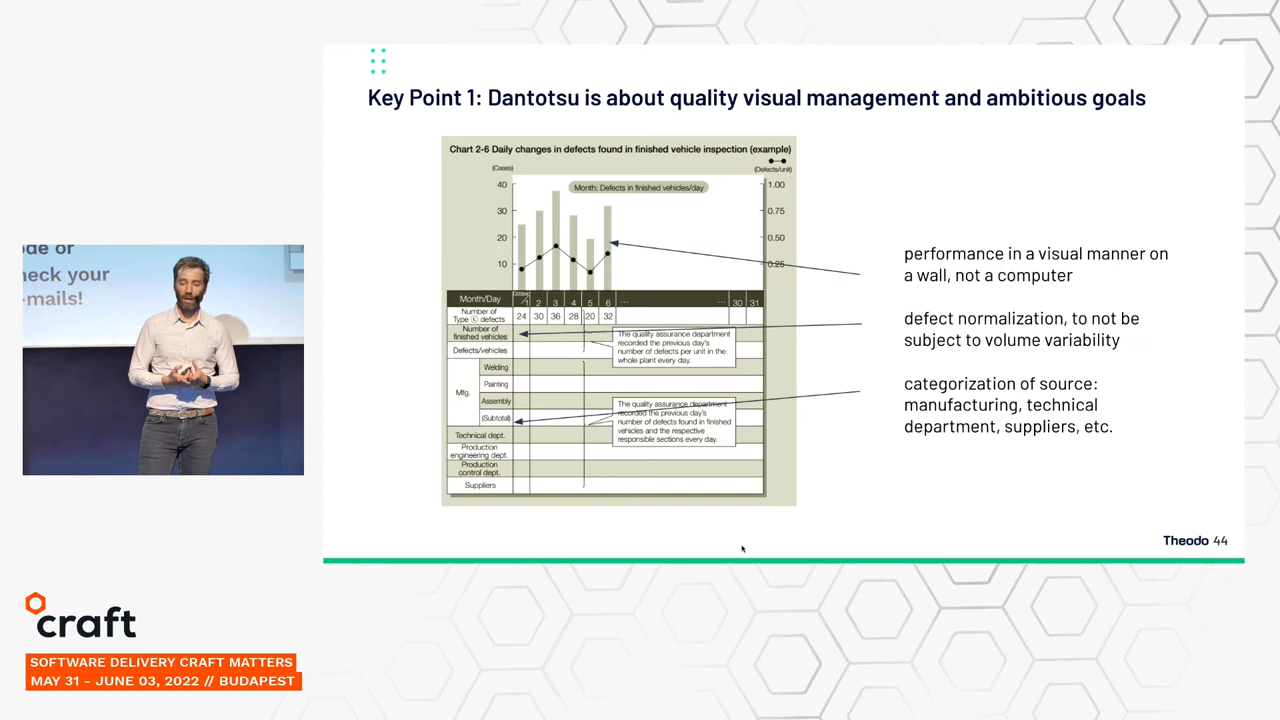 Key Point 1: Dantotsu is about quality visual management and ambitious goals
Chart 2-6 Daily changes in defects found in finished vehicle inspection (example)
(Cases)
(Defects/unit)
Month: Defects in finished vehicles/day
40
30
20
10
1.00
0.75
0.50
0.25
Month/Day
October
/1 2 3 4 5 6 ... ... 30 31
Number of
Type Ⓒ defects
24 30 36 28 20 32
Number of
finished vehicles
Defects/vehicles
Mfg.
Welding
Painting
Assembly
(Subtotal)
Technical dept.
Production
engineering dept.
Production
control dept.
Suppliers
The quality assurance department
recorded the previous day's
number of defects per unit in the
whole plant every day.
The quality assurance department
recorded the previous day's
number of defects found in finished
vehicles and the respective
responsible sections every day.
performance in a visual manner on
a wall, not a computer
defect normalization, to not be
subject to volume variability
categorization of source:
manufacturing, technical
department, suppliers, etc.
Theodo 44
ode or
heck your
-mails!
craft
SOFTWARE DELIVERY CRAFT MATTERS
MAY 31 - JUNE 03, 2022 // BUDAPEST